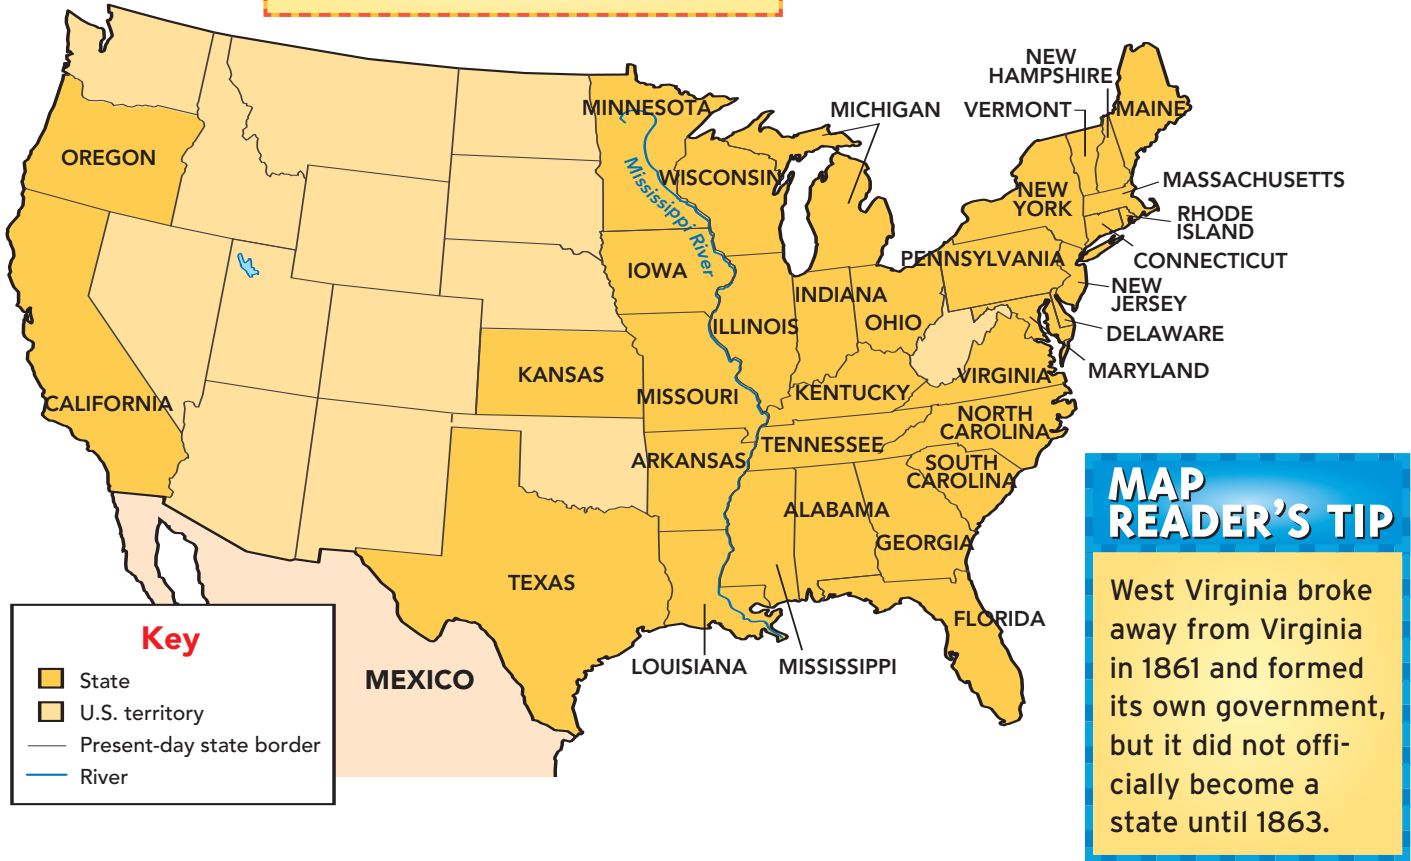 NEW
HAMPSHIRE
MICHIGAN
VERMONT
MAINE
MINNESOTA
OREGON
WISCONSIN
Mississippi River
MASSACHUSETTS
NEW
YORK
RHODE
ISLAND
CONNECTICUT
PENNSYLVANIA
IOWA
NEW
JERSEY
INDIANA
ILLINOIS
OHIO
DELAWARE
MARYLAND
KANSAS
VIRGINIA
CALIFORNIA
MISSOURI
KENTUCKY
NORTH
CAROLINA
TENNESSEE
ARKANSAS
SOUTH
CAROLINA
ALABAMA
GEORGIA
TEXAS
FLORIDA
LOUISIANA
MISSISSIPPI
MEXICO
Key
State
U.S. territory
Present-day state border
River
MAP
READER'S TIP
West Virginia broke
away from Virginia
in 1861 and formed
its own government,
but it did not offi-
cially become a
state until 1863.